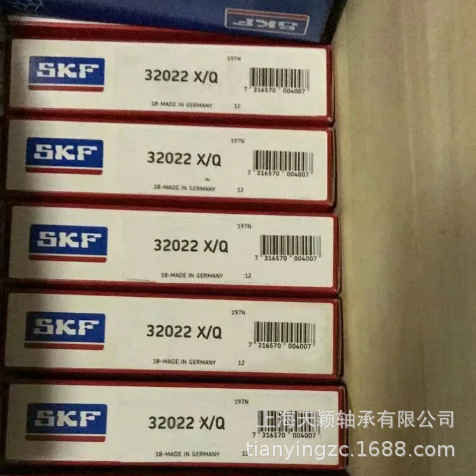 SKF
197N
SKF
32022 X/Q
7 316570 004007
18-MADE IN GERMANY
12
197N
SKF
32022 X/Q
7 316570 004007
18-MADE IN GERMANY
12
197N
SKF
32022 X/Q
7 316570 004007
18-MADE IN GERMANY
12
197N
SKF
32022 X/Q
7 316570 004007
18-MADE IN GERMANY
12
197N
SKF
32022 X/Q
7 316570 004007
18-MADE IN GERMANY
上海天颖轴承有限公司
tianyingzc.1688.com